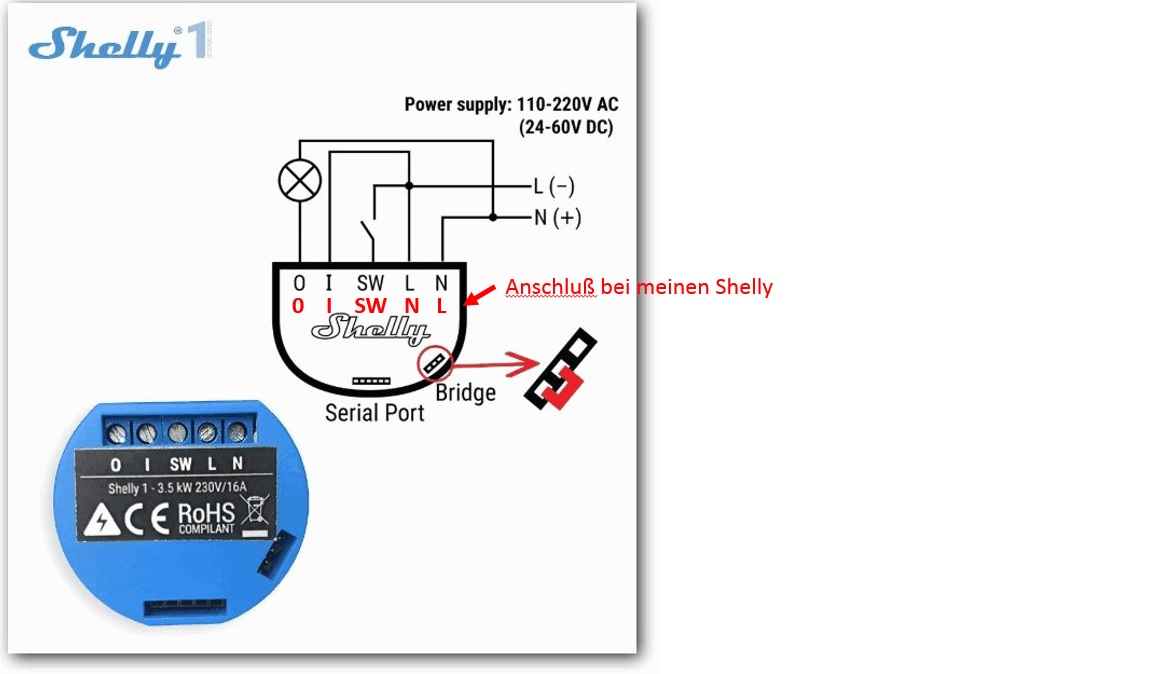 Shelly® 1
Power supply: 110-220V AC
(24-60V DC)
L (−)
N (+)
O I SW L N
0 I SW N L
Anschluß bei meinen Shelly
Shelly
Bridge
Serial Port
O I SW L N
Shelly 1 - 3.5 kW 230V/16A
CE RoHS
COMPILANT